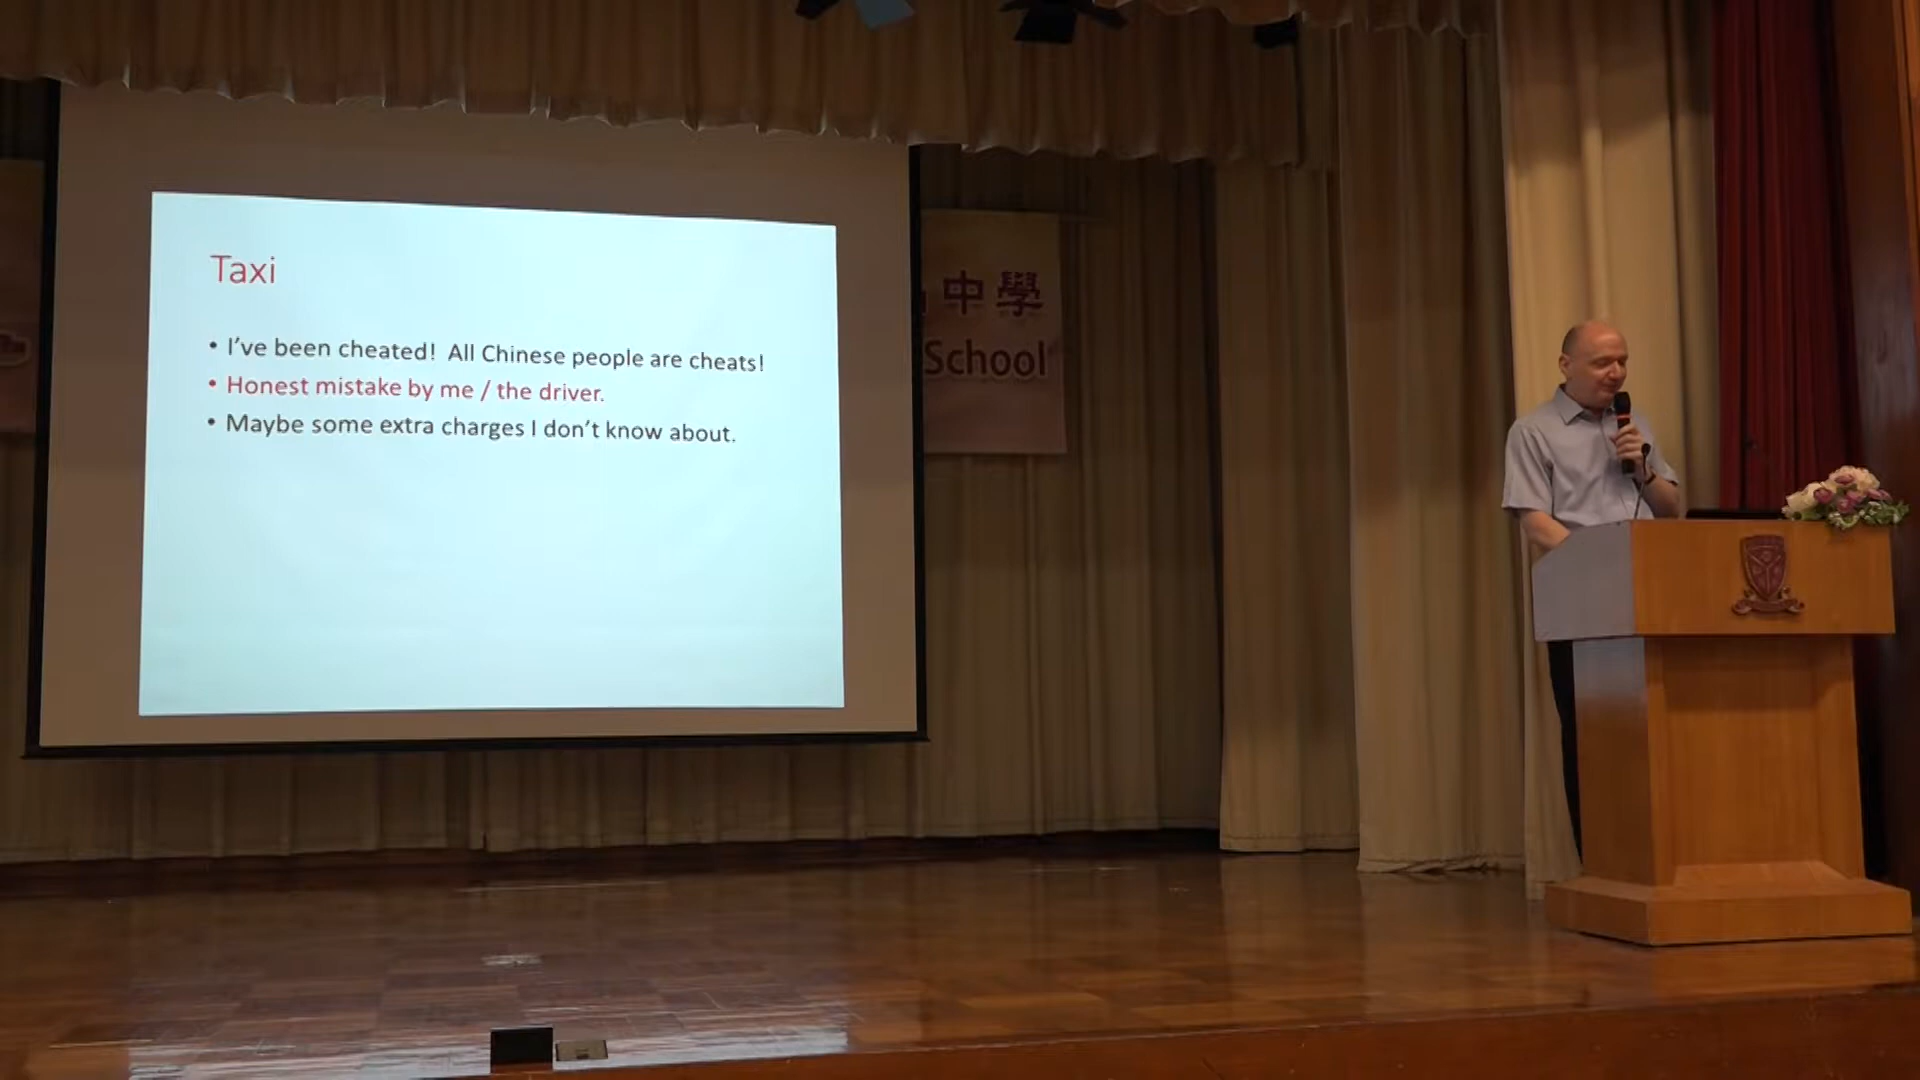 Taxi
• I've been cheated! All Chinese people are cheats!
• Honest mistake by me / the driver.
• Maybe some extra charges I don't know about.
中學
School